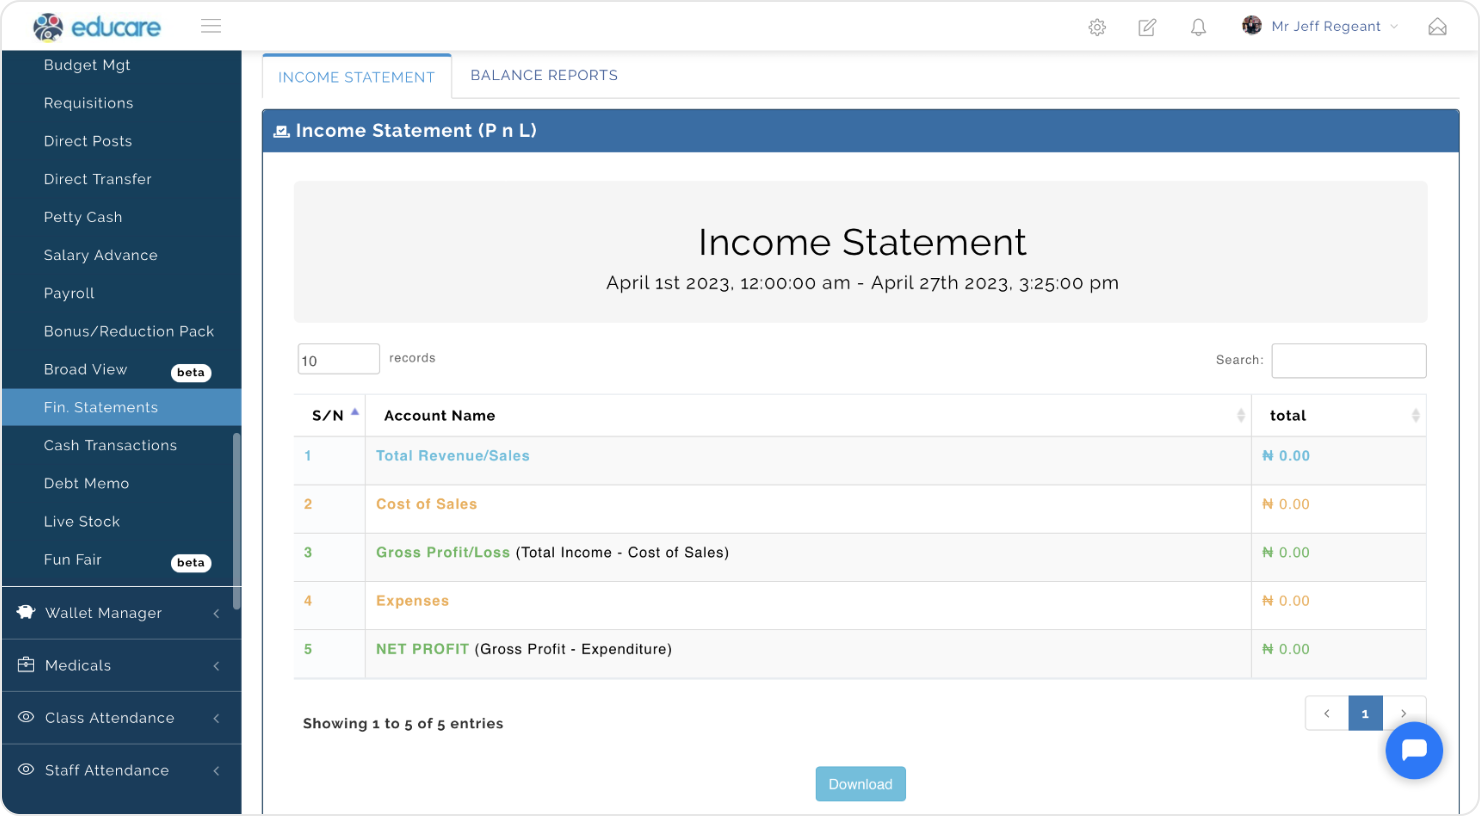 educare
Mr Jeff Regeant
Budget Mgt
Requisitions
Direct Posts
Direct Transfer
Petty Cash
Salary Advance
Payroll
Bonus/Reduction Pack
Broad View beta
Fin. Statements
Cash Transactions
Debt Memo
Live Stock
Fun Fair beta
Wallet Manager
Medicals
Class Attendance
Staff Attendance
INCOME STATEMENT BALANCE REPORTS
Income Statement (P n L)
Income Statement
April 1st 2023, 12:00:00 am - April 27th 2023, 3:25:00 pm
10 records Search:
S/N Account Name total
1 Total Revenue/Sales ₦ 0.00
2 Cost of Sales ₦ 0.00
3 Gross Profit/Loss (Total Income - Cost of Sales) ₦ 0.00
4 Expenses ₦ 0.00
5 NET PROFIT (Gross Profit - Expenditure) ₦ 0.00
Showing 1 to 5 of 5 entries
1
Download